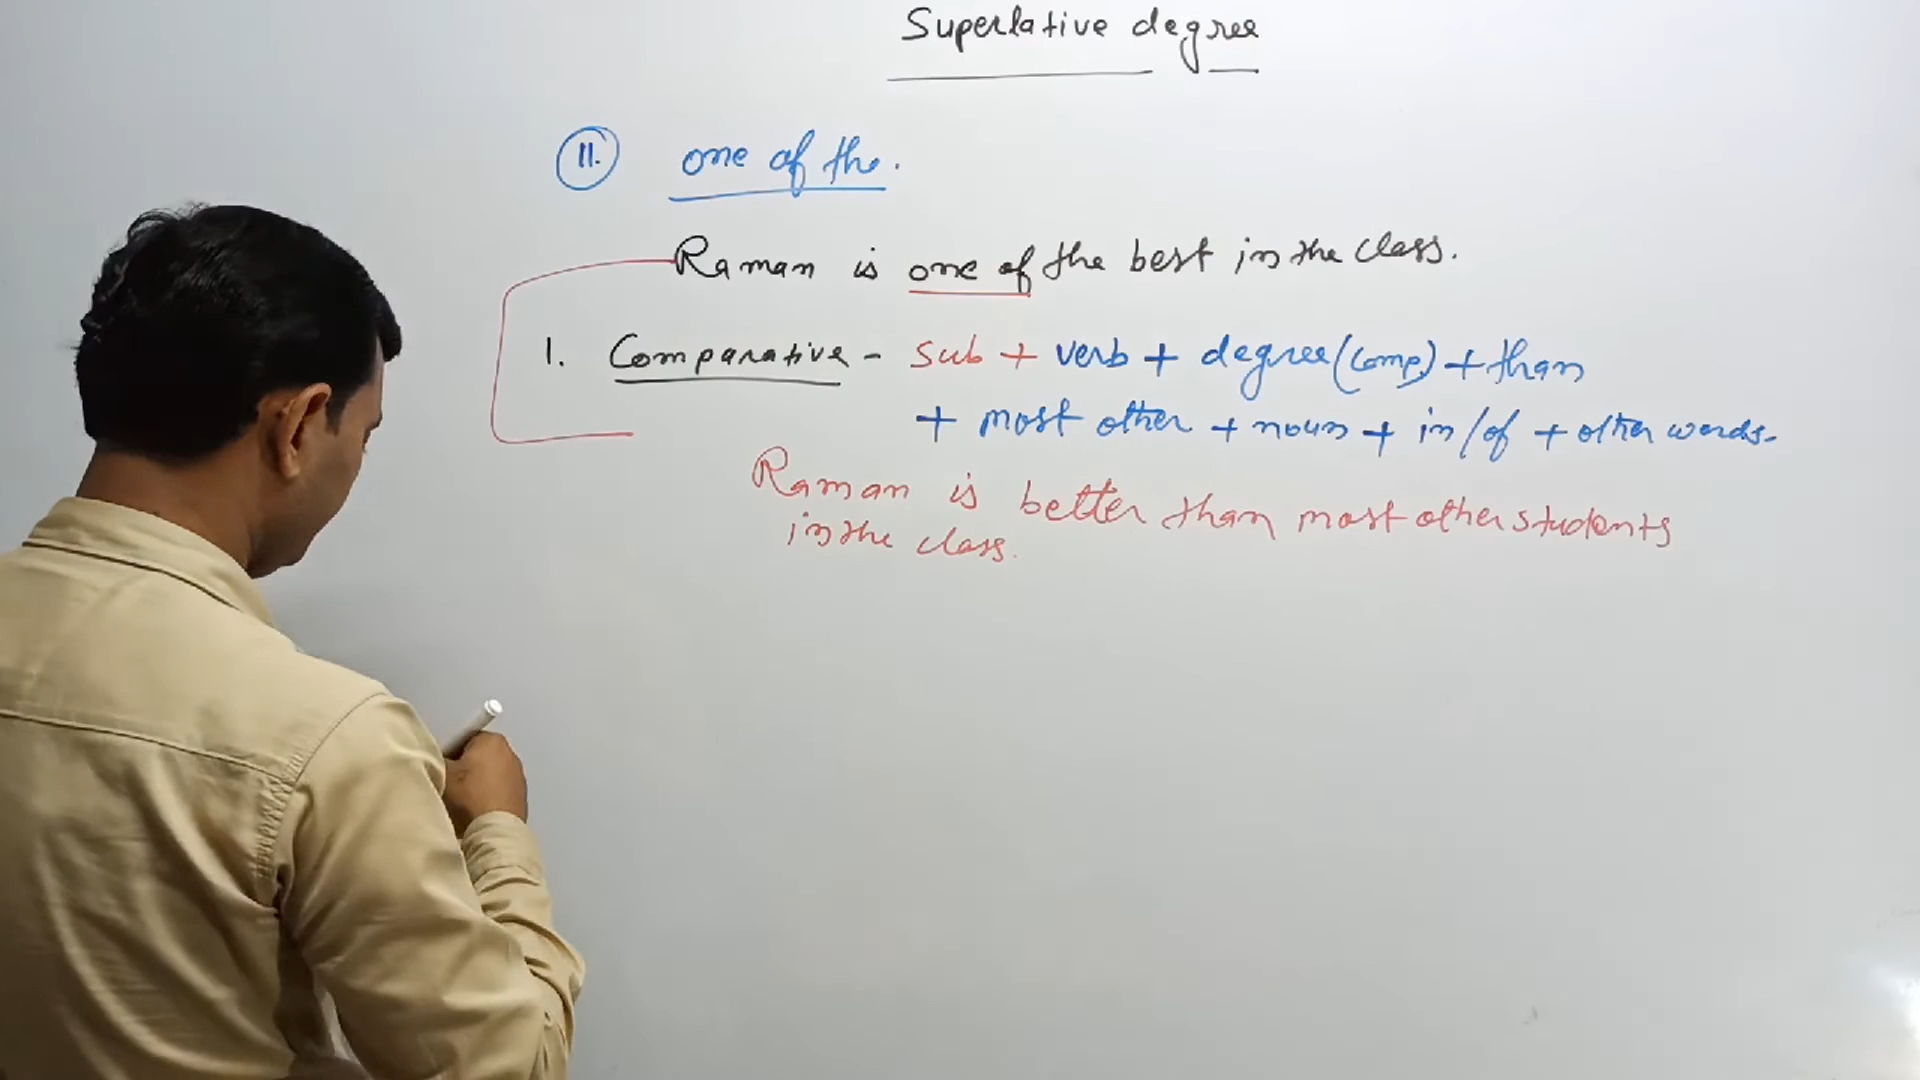 Superlative degree
II. one of the.
Raman is one of the best in the class.
1. Comparative - Sub + verb + degree (Comp) + than
+ most other + noun + in/of + other words.
Raman is better than most other students
in the class.